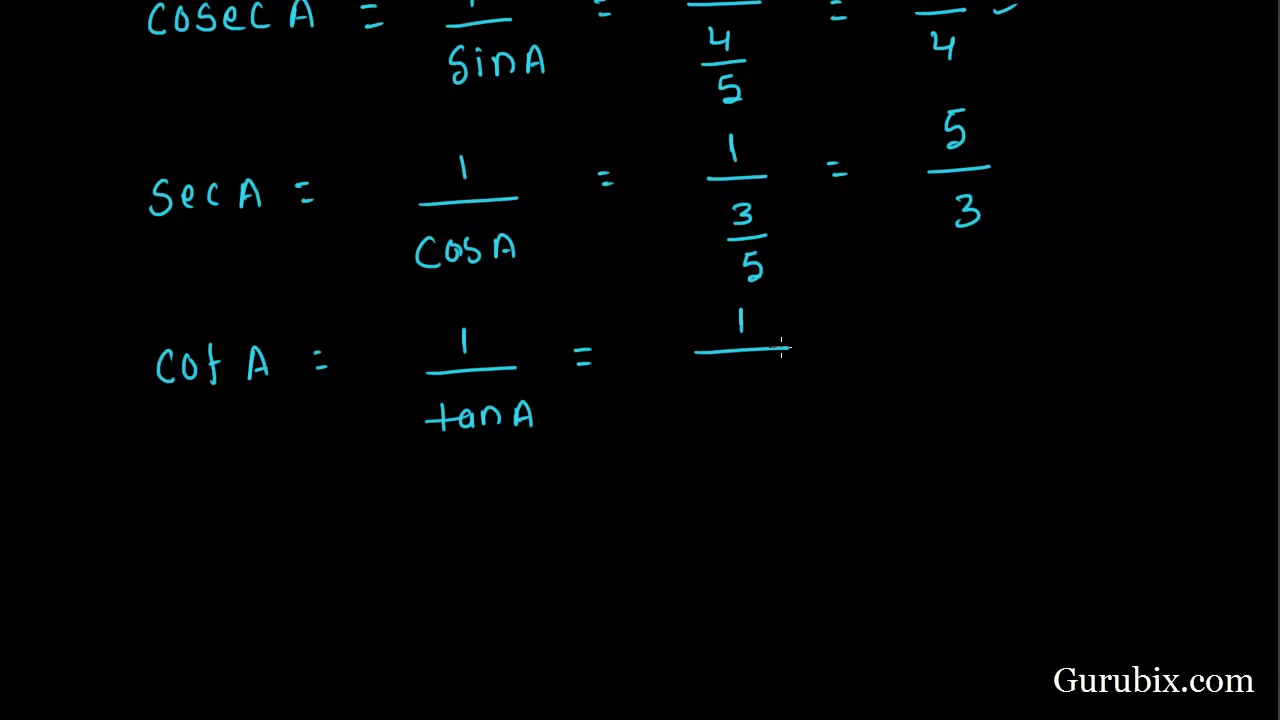 cosec A = 1/sin A = /(4/5) = /4
sec A = 1/cos A = 1/(3/5) = 5/3
cot A = 1/tan A = 1/
Gurubix.com